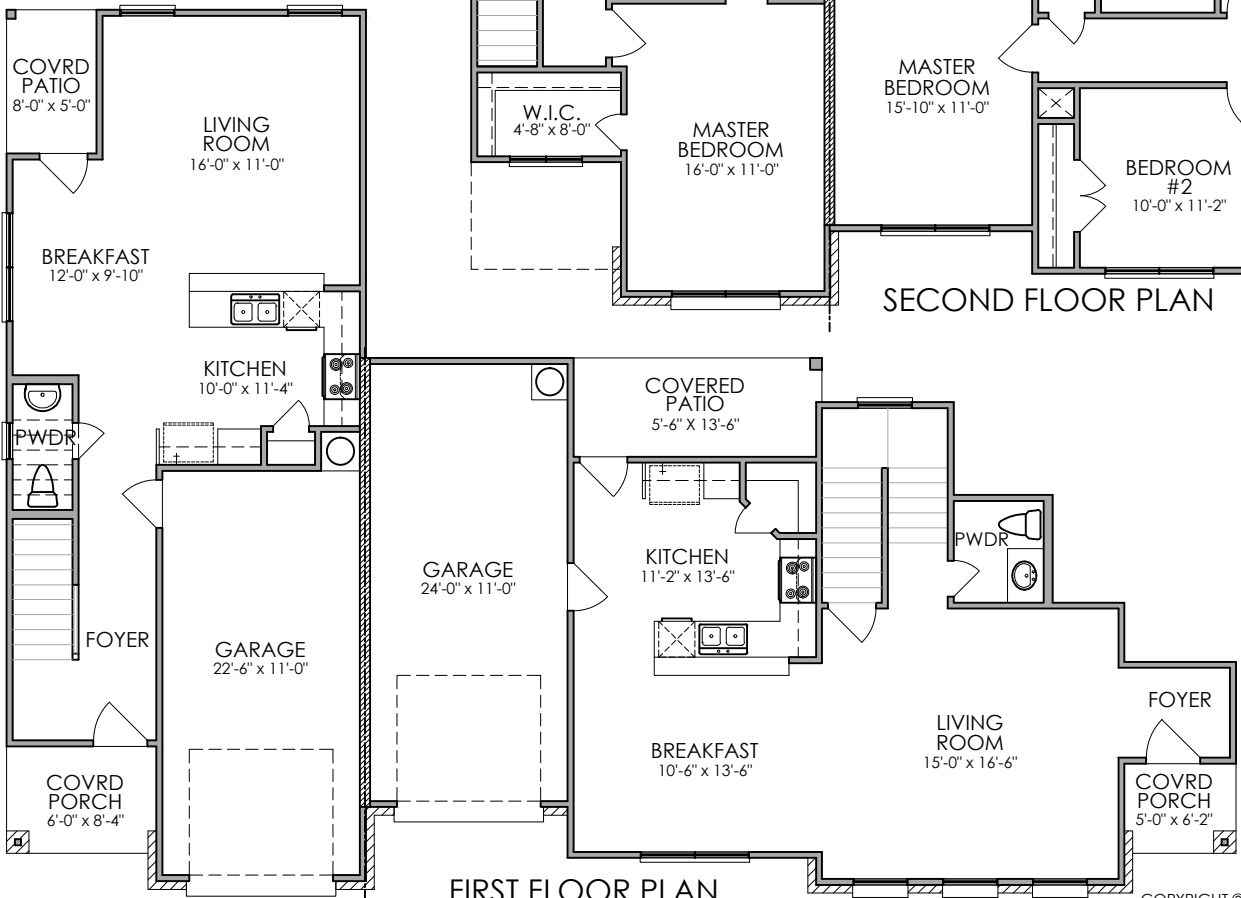 COVRD
PATIO
8'-0" x 5'-0"
LIVING
ROOM
16'-0" x 11'-0"
BREAKFAST
12'-0" x 9'-10"
KITCHEN
10'-0" x 11'-4"
PWDR
FOYER
GARAGE
22'-6" x 11'-0"
COVRD
PORCH
6'-0" x 8'-4"
W.I.C.
4'-8" x 8'-0"
MASTER
BEDROOM
16'-0" x 11'-0"
MASTER
BEDROOM
15'-10" x 11'-0"
BEDROOM
#2
10'-0" x 11'-2"
SECOND FLOOR PLAN
COVERED
PATIO
5'-6" X 13'-6"
GARAGE
24'-0" x 11'-0"
KITCHEN
11'-2" x 13'-6"
PWDR
BREAKFAST
10'-6" x 13'-6"
LIVING
ROOM
15'-0" x 16'-6"
FOYER
COVRD
PORCH
5'-0" x 6'-2"
FIRST FLOOR PLAN
COPYRIGHT ©